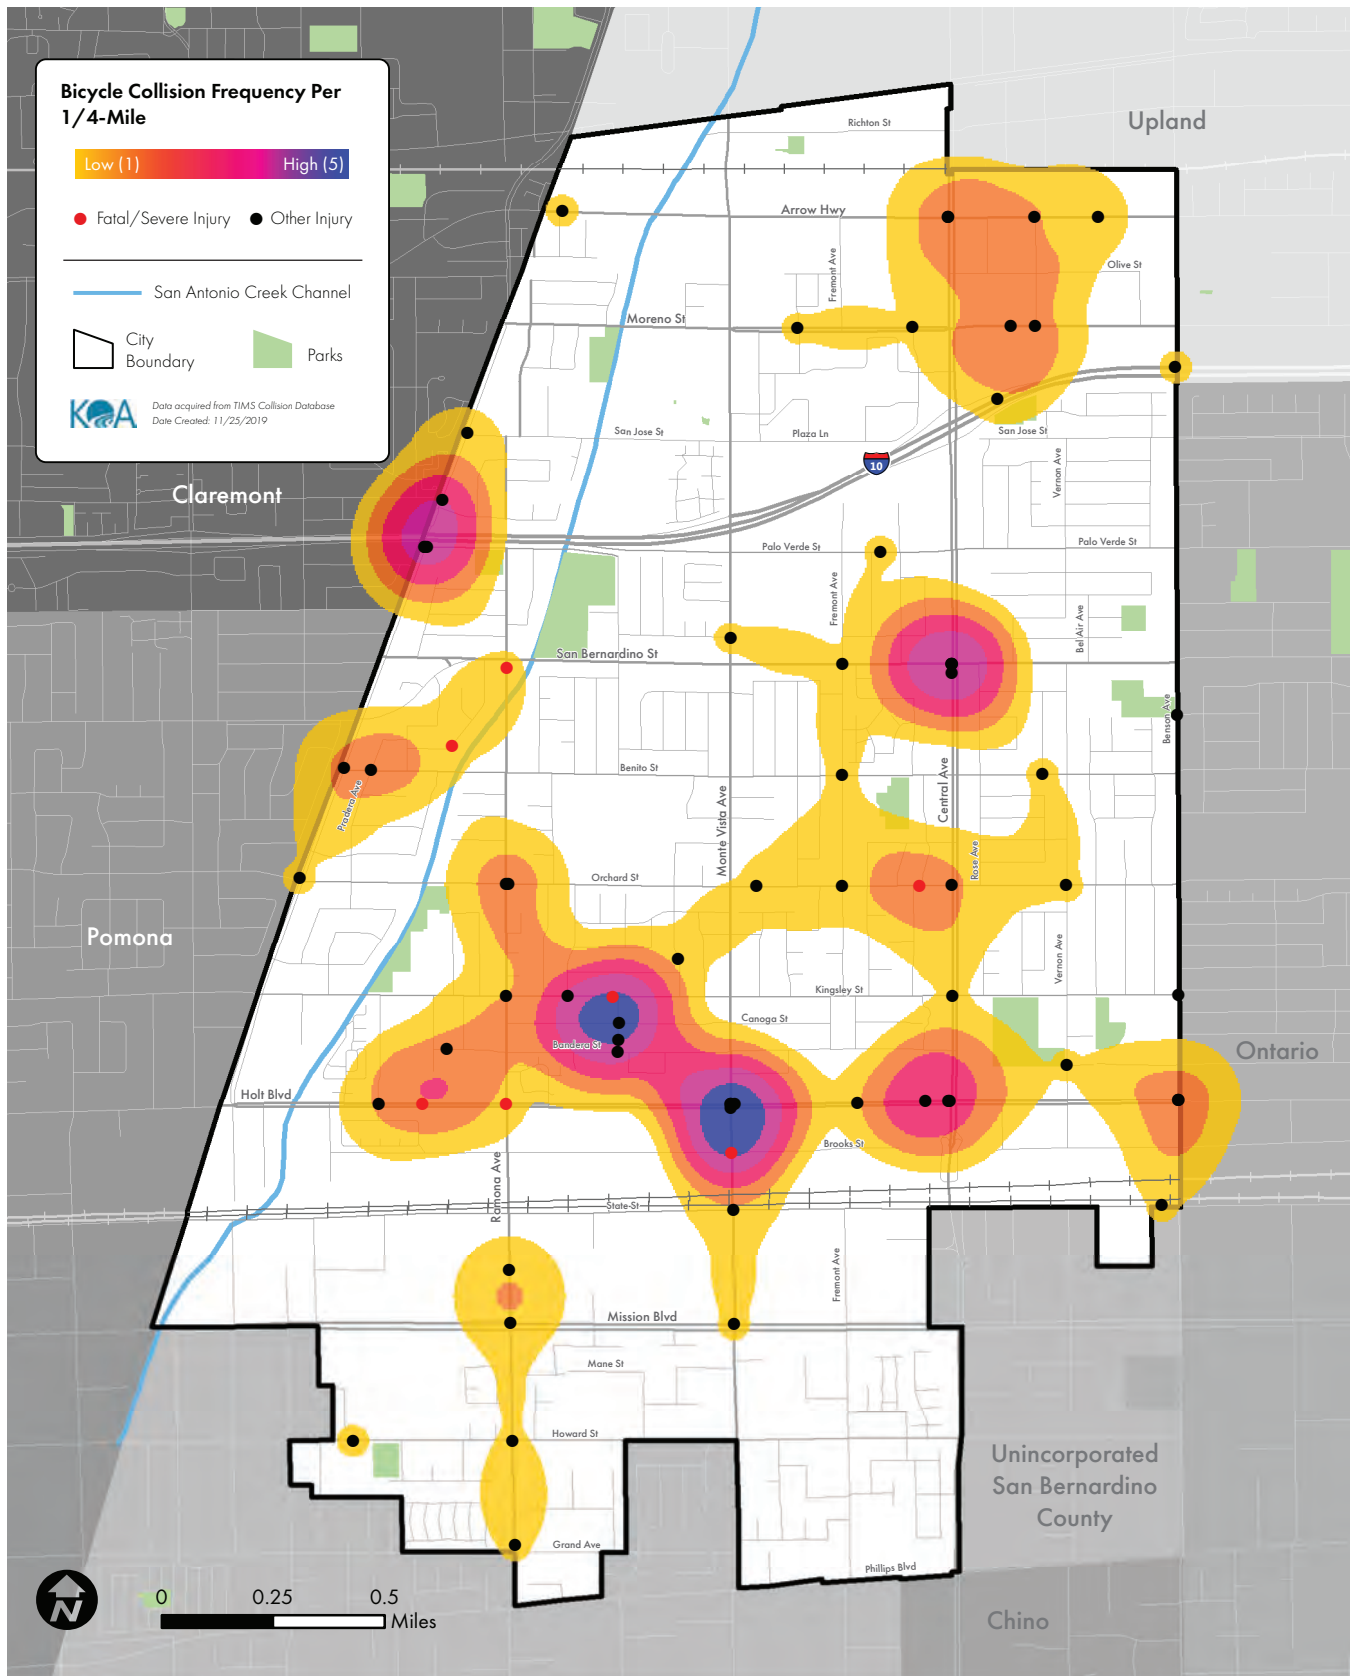 Bicycle Collision Frequency Per
1/4-Mile
Low (1)
High (5)
Fatal/Severe Injury
Other Injury
San Antonio Creek Channel
City
Boundary
Parks
KOA
Data acquired from TIMS Collision Database
Date Created: 11/25/2019
Upland
Richton St
Arrow Hwy
Fremont Ave
Olive St
Moreno St
San Jose St
Plaza Ln
San Jose St
10
Vernon Ave
Claremont
Palo Verde St
Palo Verde St
Fremont Ave
Bel Air Ave
San Bernardino St
Benson Ave
Benito St
Pradera Ave
Monte Vista Ave
Central Ave
Rose Ave
Orchard St
Pomona
Vernon Ave
Kingsley St
Canoga St
Bandera St
Ontario
Holt Blvd
Brooks St
Ramona Ave
State St
Fremont Ave
Mission Blvd
Mane St
Howard St
Unincorporated
San Bernardino
County
Grand Ave
Phillips Blvd
N
0
0.25
0.5
Miles
Chino